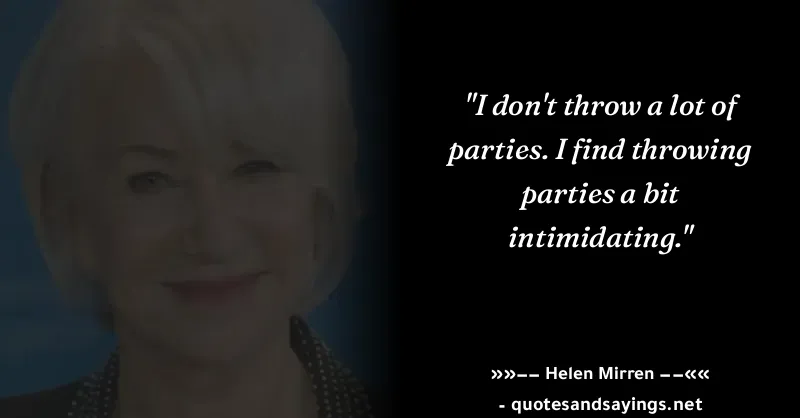 "I don't throw a lot of
parties. I find throwing
parties a bit
intimidating."
»»–– Helen Mirren ––««
- quotesandsayings.net